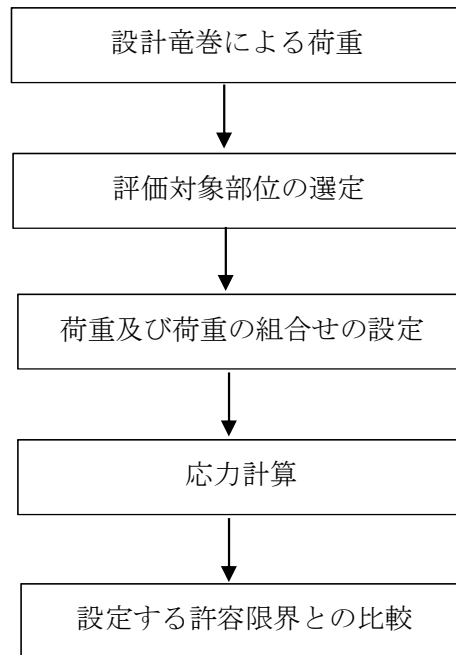 設計竜巻による荷重
評価対象部位の選定
荷重及び荷重の組合せの設定
応力計算
設定する許容限界との比較